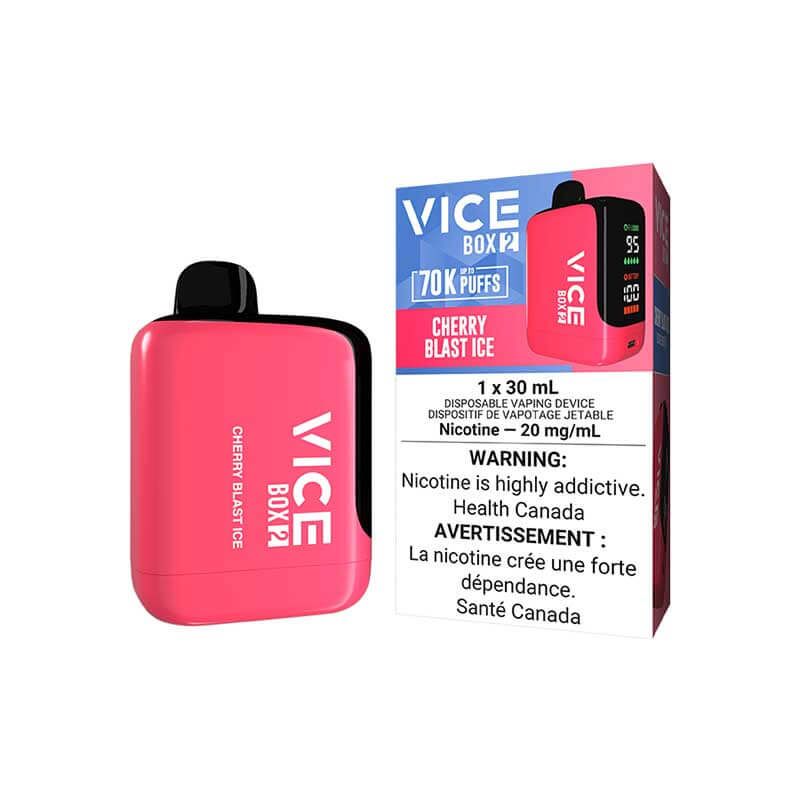 VICE
BOX 2
CHERRY BLAST ICE
VICE
BOX 2
70K UP TO PUFFS
CHERRY
BLAST ICE
VICE
BOX 2
95
100
1 x 30 mL
DISPOSABLE VAPING DEVICE
DISPOSITIF DE VAPOTAGE JETABLE
Nicotine — 20 mg/mL
WARNING:
Nicotine is highly addictive.
Health Canada
AVERTISSEMENT :
La nicotine crée une forte
dépendance.
Santé Canada